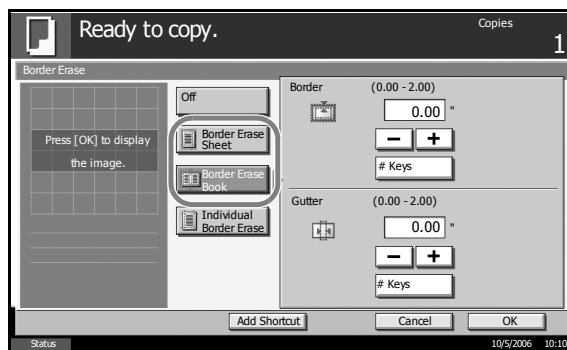 Ready to copy.
Copies
1
Border Erase
Press [OK] to display
the image.
Off
Border Erase
Sheet
Border Erase
Book
Individual
Border Erase
Border (0.00 - 2.00)
0.00 "
− +
# Keys
Gutter (0.00 - 2.00)
0.00 "
− +
# Keys
Add Shortcut Cancel OK
Status 10/5/2006 10:10